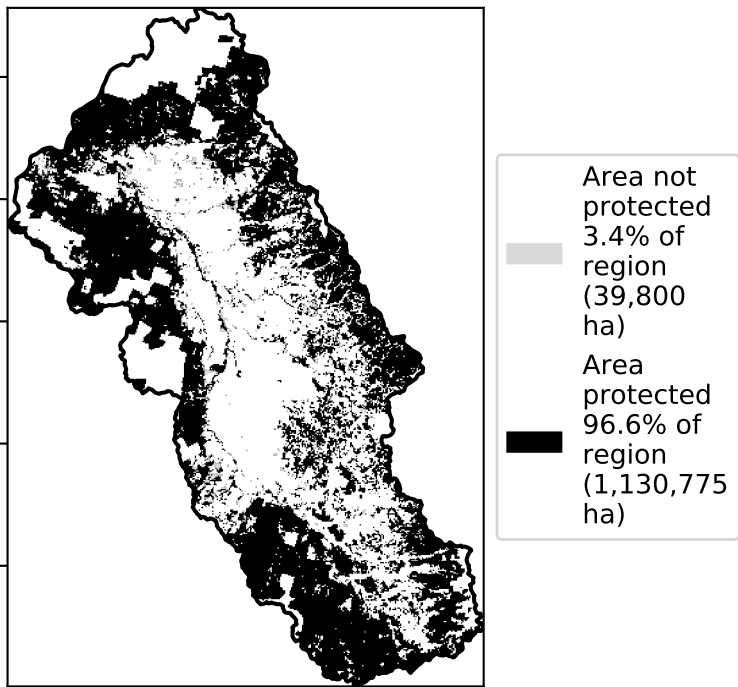 Area not
protected
3.4% of
region
(39,800
ha)
Area
protected
96.6% of
region
(1,130,775
ha)